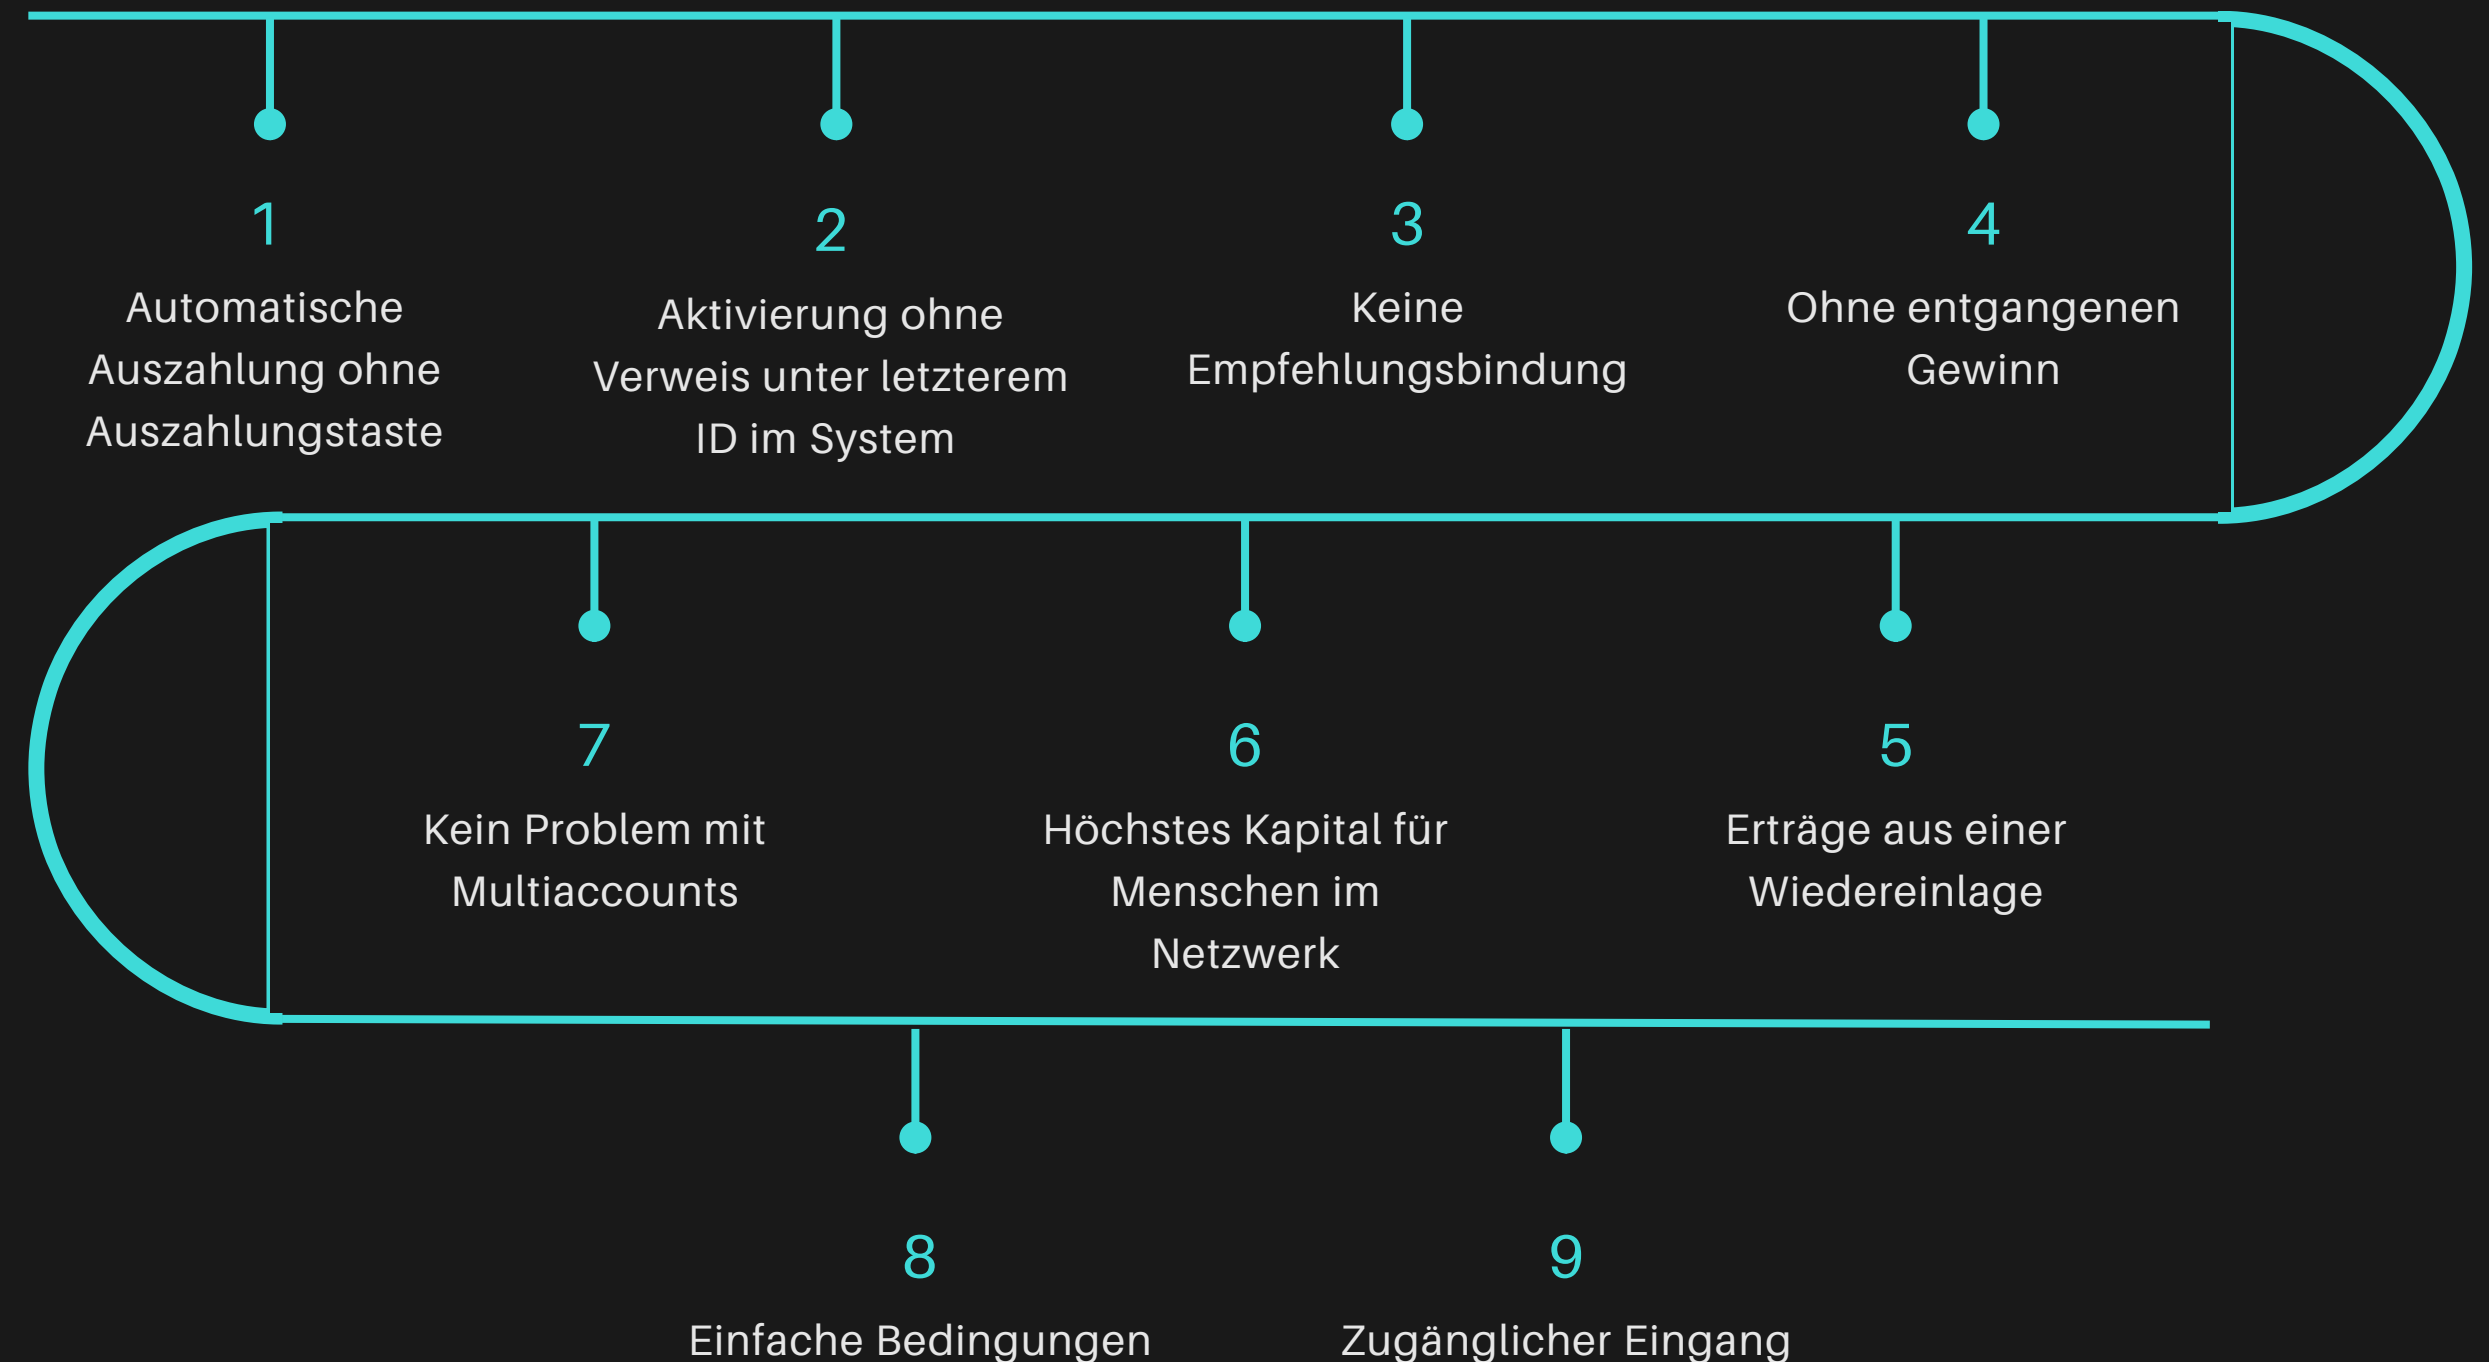 1
Automatische
Auszahlung ohne
Auszahlungstaste
2
Aktivierung ohne
Verweis unter letzterem
ID im System
3
Keine
Empfehlungsbindung
4
Ohne entgangenen
Gewinn
5
Erträge aus einer
Wiedereinlage
6
Höchstes Kapital für
Menschen im
Netzwerk
7
Kein Problem mit
Multiaccounts
8
Einfache Bedingungen
9
Zugänglicher Eingang